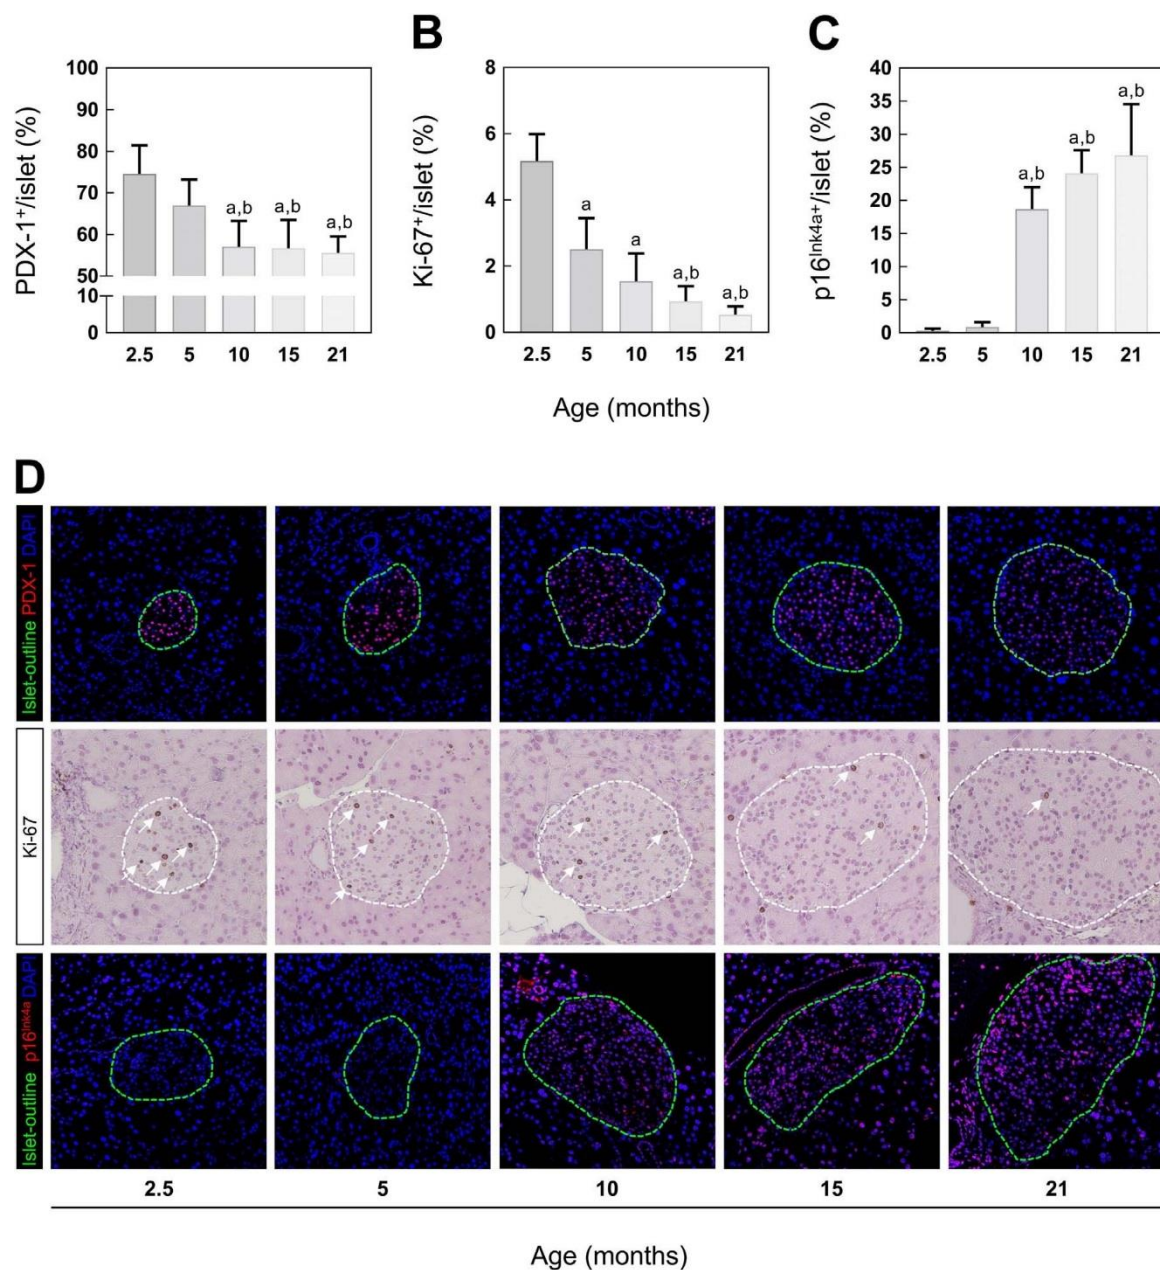 B
C
PDX-1+/islet (%)
100
90
80
70
60
50
10
0
a,b
a,b
a,b
2.5 5 10 15 21
Ki-67+/islet (%)
8
6
4
2
0
a
a
a,b
a,b
2.5 5 10 15 21
p16Ink4a+/islet (%)
40
35
30
25
20
15
10
5
0
a,b
a,b
a,b
2.5 5 10 15 21
Age (months)
D
Islet-outline PDX-1 DAPI
Ki-67
Islet-outline p16Ink4a DAPI
2.5 5 10 15 21
Age (months)